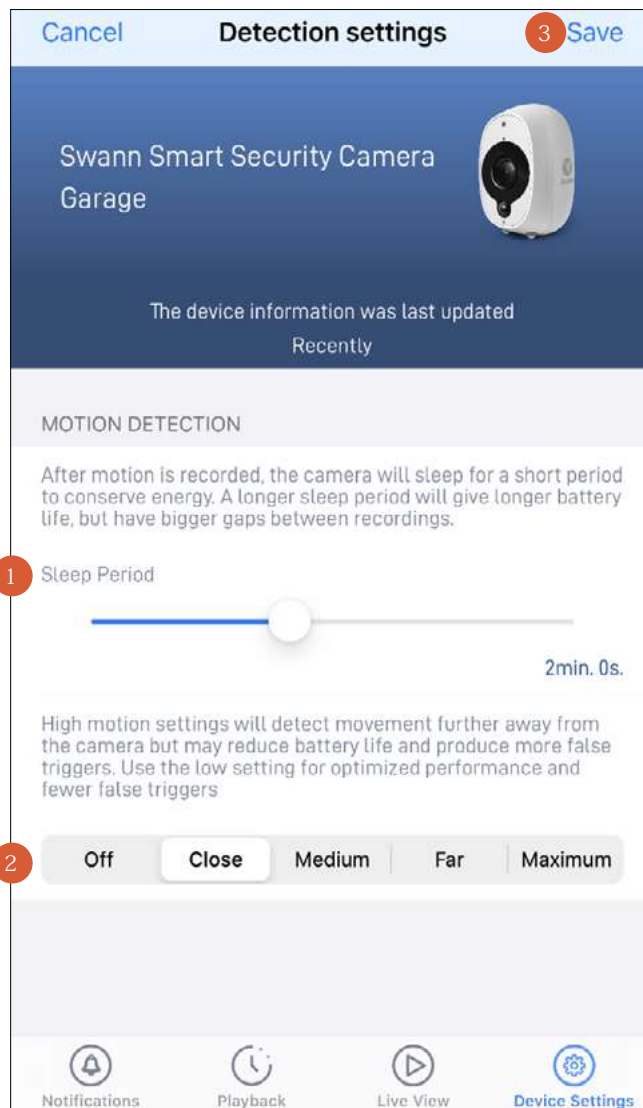 Cancel Detection settings 3 Save
Swann Smart Security Camera
Garage
The device information was last updated
Recently
MOTION DETECTION
After motion is recorded, the camera will sleep for a short period
to conserve energy. A longer sleep period will give longer battery
life, but have bigger gaps between recordings.
1 Sleep Period
2min. 0s.
High motion settings will detect movement further away from
the camera but may reduce battery life and produce more false
triggers. Use the low setting for optimized performance and
fewer false triggers
2 Off Close Medium Far Maximum
Notifications Playback Live View Device Settings